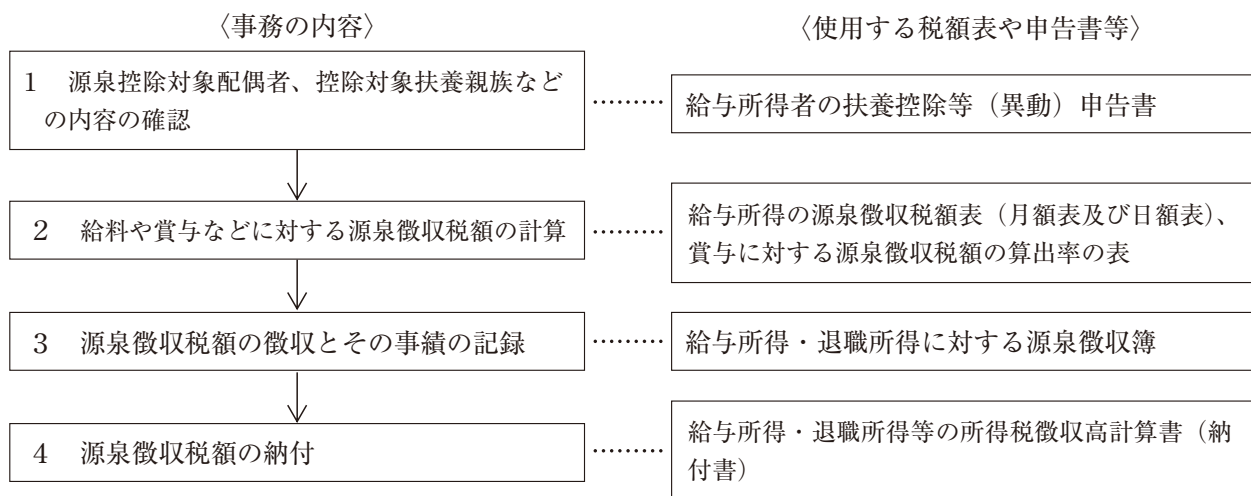 〈事務の内容〉
〈使用する税額表や申告書等〉
1 源泉控除対象配偶者、控除対象扶養親族など
の内容の確認
………
給与所得者の扶養控除等（異動）申告書
2 給料や賞与などに対する源泉徴収税額の計算
………
給与所得の源泉徴収税額表（月額表及び日額表）、
賞与に対する源泉徴収税額の算出率の表
3 源泉徴収税額の徴収とその事績の記録
………
給与所得・退職所得に対する源泉徴収簿
4 源泉徴収税額の納付
………
給与所得・退職所得等の所得税徴収高計算書（納
付書）